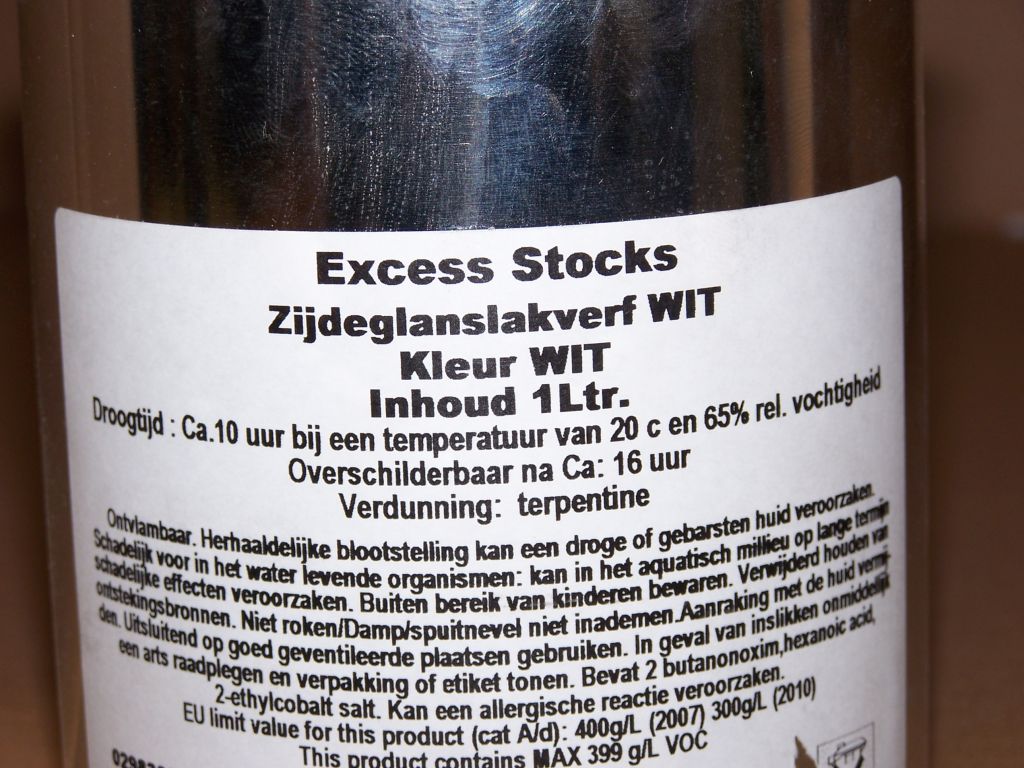 Excess Stocks
Zijdeglanslakverf WIT
Kleur WIT
Inhoud 1Ltr.
Droogtijd : Ca.10 uur bij een temperatuur van 20 c en 65% rel. vochtigheid
Overschilderbaar na Ca: 16 uur
Verdunning: terpentine
Ontvlambaar. Herhaaldelijke blootstelling kan een droge of gebarsten huid veroorzaken.
Schadelijk voor in het water levende organismen: kan in het aquatisch milieu op lange termijn
schadelijke effecten veroorzaken. Buiten bereik van kinderen bewaren. Verwijderd houden van
ontstekingsbronnen. Niet roken/Damp/spuitnevel niet inademen.Aanraking met de huid vermij-
den. Uitsluitend op goed geventileerde plaatsen gebruiken. In geval van inslikken onmiddelijk
een arts raadplegen en verpakking of etiket tonen. Bevat 2 butanonoxim,hexanoic acid,
2-ethylcobalt salt. Kan een allergische reactie veroorzaken.
EU limit value for this product (cat A/d): 400g/L (2007) 300g/L (2010)
This product contains MAX 399 g/L VOC